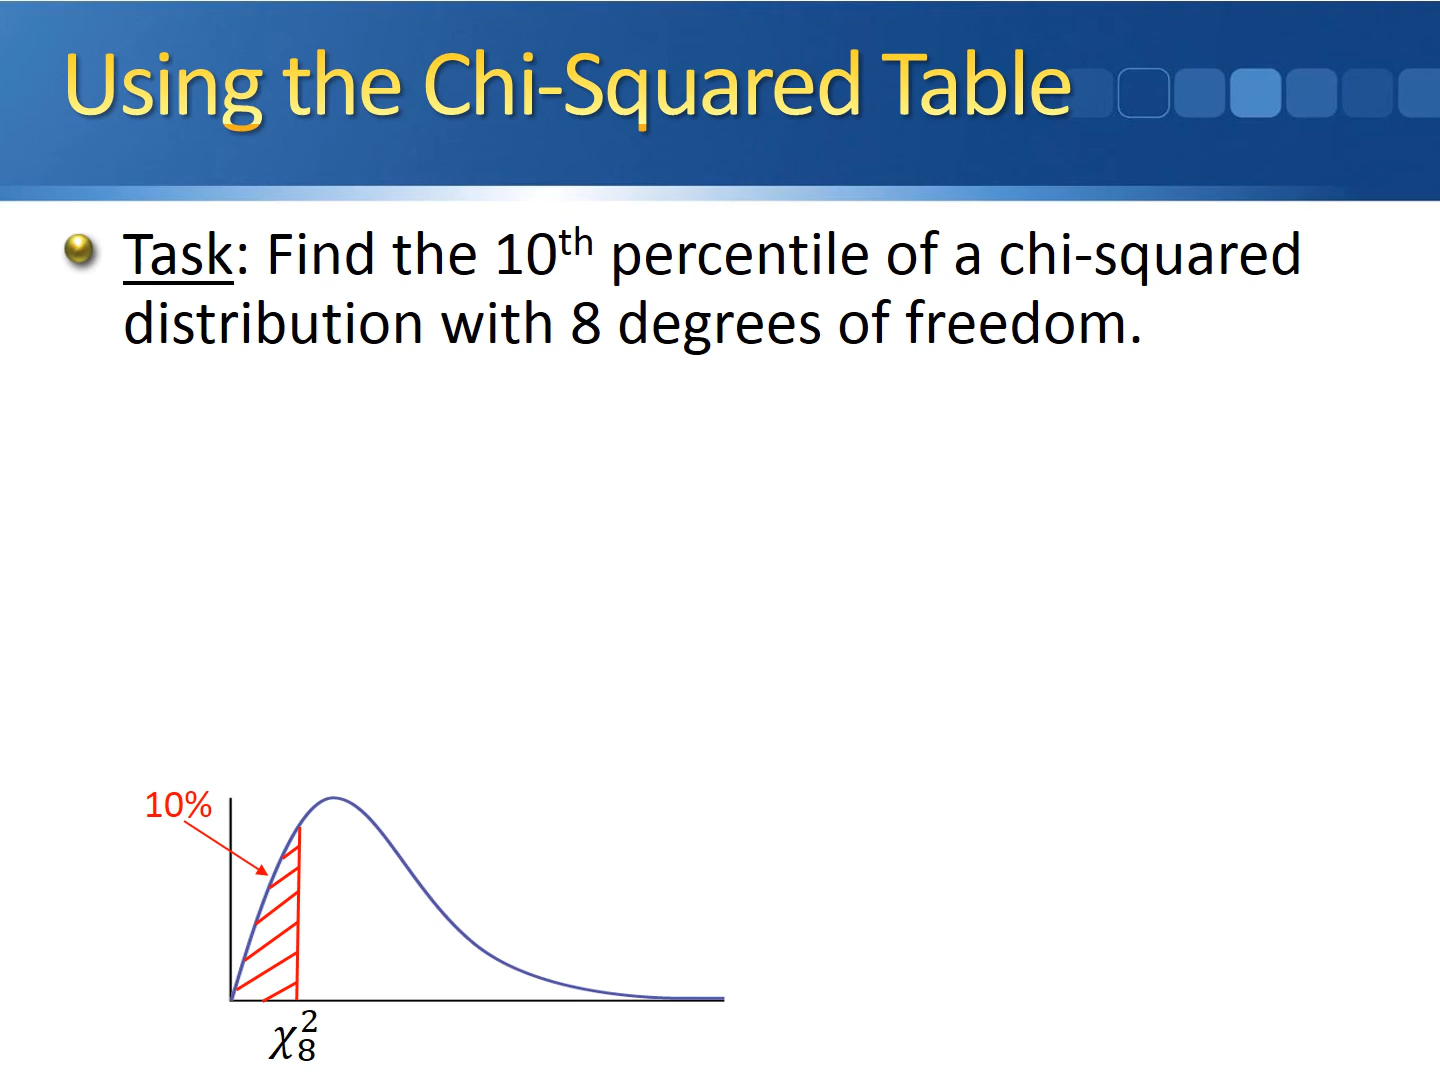 Using the Chi-Squared Table
Task: Find the 10th percentile of a chi-squared
distribution with 8 degrees of freedom.
10%
χ²₈